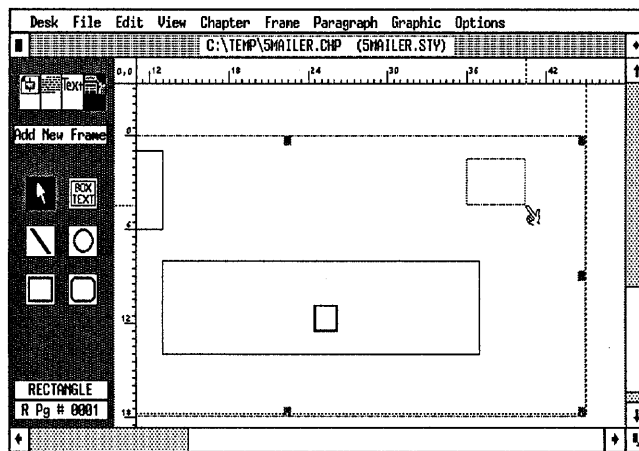 Desk File Edit View Chapter Frame Paragraph Graphic Options
C:\TEMP\5MAILER.CHP (5MAILER.STY)
0,0 12 18 24 30 36 42
Text
Add New Frame
0
BOX
TEXT
6
12
RECTANGLE
R Pg # 0001
18